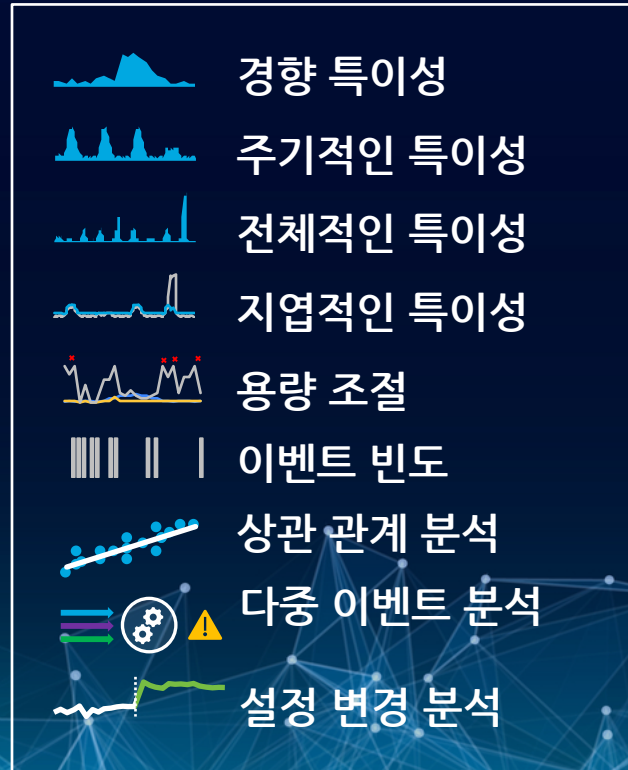 경향 특이성
주기적인 특이성
전체적인 특이성
지엽적인 특이성
용량 조절
이벤트 빈도
상관 관계 분석
다중 이벤트 분석
설정 변경 분석